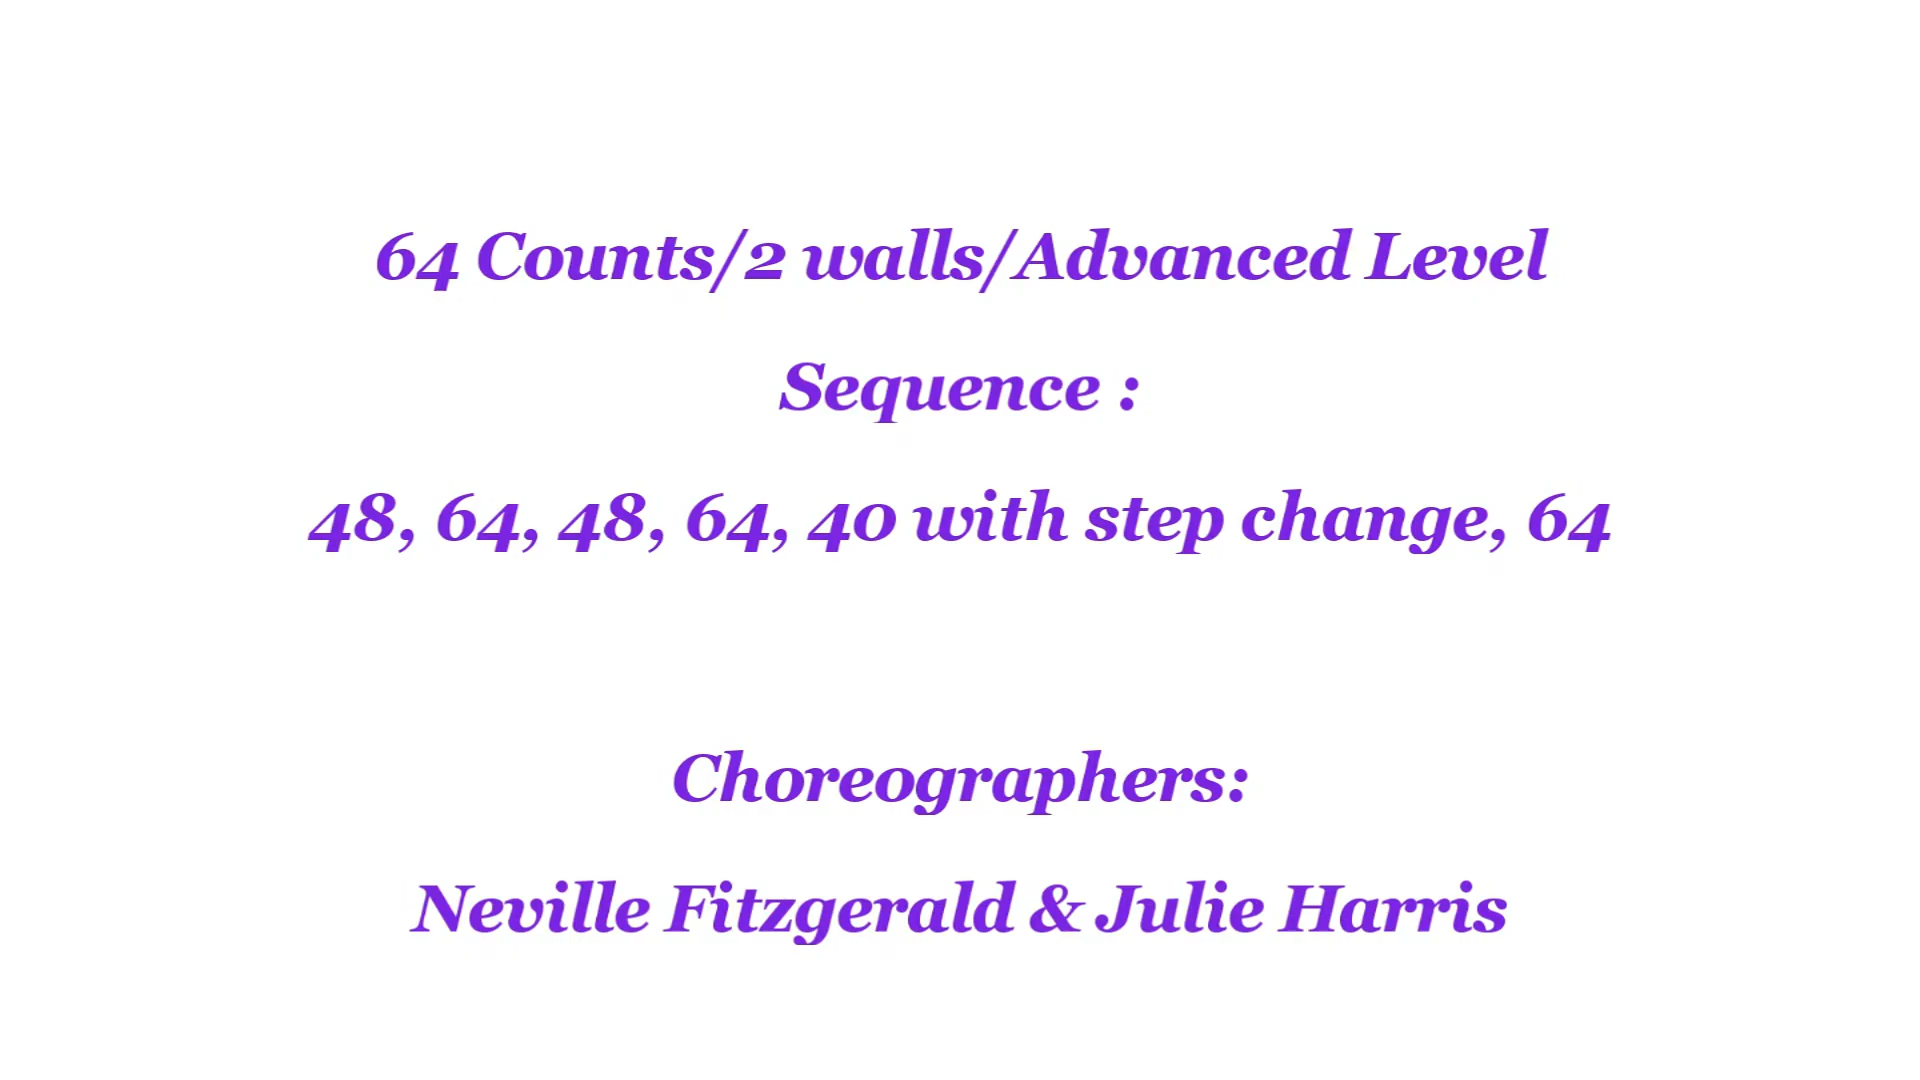 64 Counts/2 walls/Advanced Level
Sequence :
48, 64, 48, 64, 40 with step change, 64
Choreographers:
Neville Fitzgerald & Julie Harris